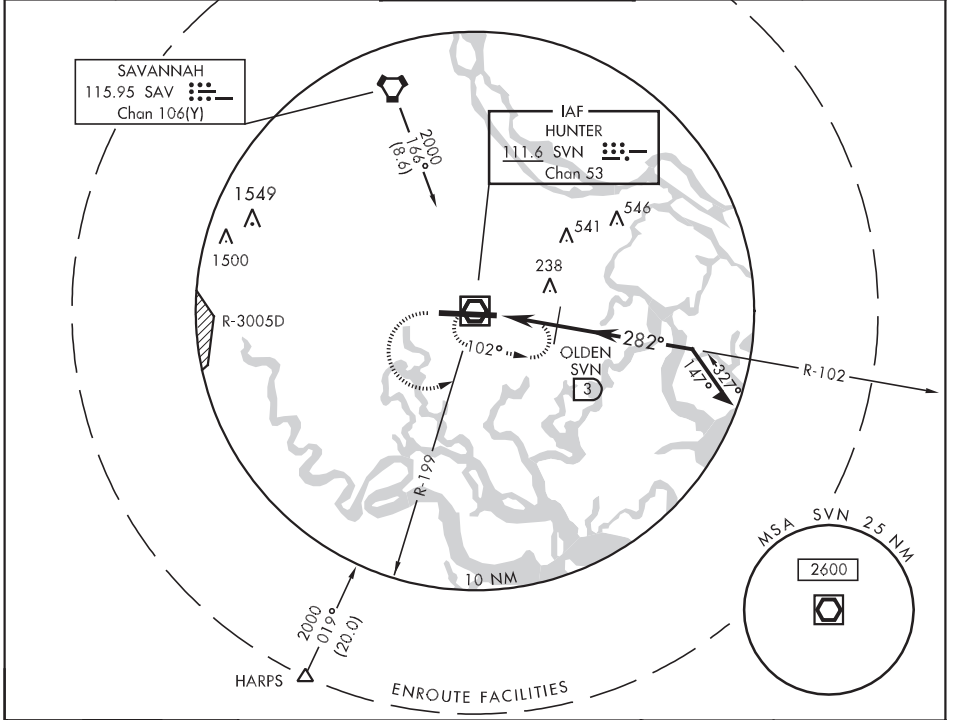 SAVANNAH
115.95 SAV
Chan 106(Y)
IAF
HUNTER
111.6 SVN
Chan 53
2000
166°
(8.6)
1549
1500
546
541
238
R-3005D
102°
OLDEN
SVN
3
282°
147°
327°
R-102
R-199
10 NM
2000
019°
(20.0)
HARPS
ENROUTE FACILITIES
MSA SVN 25 NM
2600